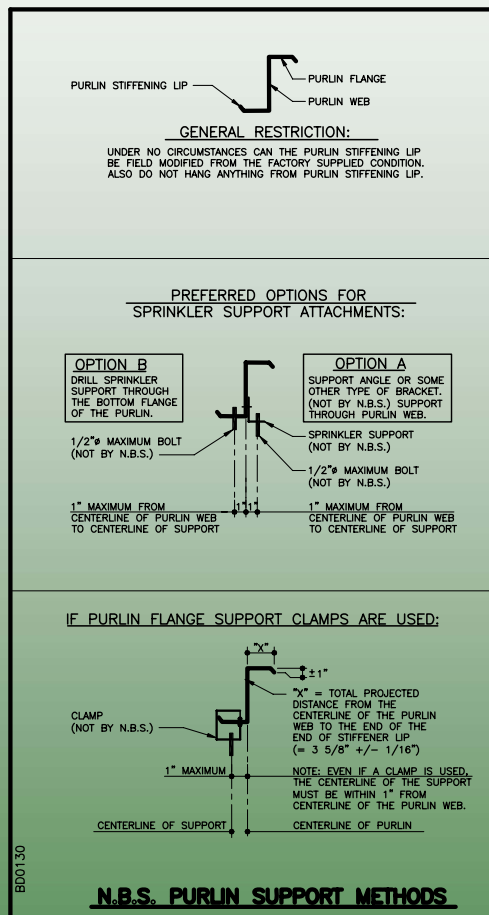 PURLIN STIFFENING LIP
PURLIN FLANGE
PURLIN WEB
GENERAL RESTRICTION:
UNDER NO CIRCUMSTANCES CAN THE PURLIN STIFFENING LIP
BE FIELD MODIFIED FROM THE FACTORY SUPPLIED CONDITION.
ALSO DO NOT HANG ANYTHING FROM PURLIN STIFFENING LIP.
PREFERRED OPTIONS FOR
SPRINKLER SUPPORT ATTACHMENTS:
OPTION B
DRILL SPRINKLER
SUPPORT THROUGH
THE BOTTOM FLANGE
OF THE PURLIN.
OPTION A
SUPPORT ANGLE OR SOME
OTHER TYPE OF BRACKET.
(NOT BY N.B.S.) SUPPORT
THROUGH PURLIN WEB.
1/2"ø MAXIMUM BOLT
(NOT BY N.B.S.)
SPRINKLER SUPPORT
(NOT BY N.B.S.)
1/2"ø MAXIMUM BOLT
(NOT BY N.B.S.)
1" MAXIMUM FROM
CENTERLINE OF PURLIN WEB
TO CENTERLINE OF SUPPORT
1" 1"
1" MAXIMUM FROM
CENTERLINE OF PURLIN WEB
TO CENTERLINE OF SUPPORT
IF PURLIN FLANGE SUPPORT CLAMPS ARE USED:
"X"
±1"
"X" = TOTAL PROJECTED
DISTANCE FROM THE
CENTERLINE OF THE PURLIN
WEB TO THE END OF THE
END OF STIFFENER LIP
(= 3 5/8" +/- 1/16")
CLAMP
(NOT BY N.B.S.)
1" MAXIMUM
NOTE: EVEN IF A CLAMP IS USED,
THE CENTERLINE OF THE SUPPORT
MUST BE WITHIN 1" FROM
CENTERLINE OF THE PURLIN WEB.
CENTERLINE OF SUPPORT
CENTERLINE OF PURLIN
BD0130
N.B.S. PURLIN SUPPORT METHODS